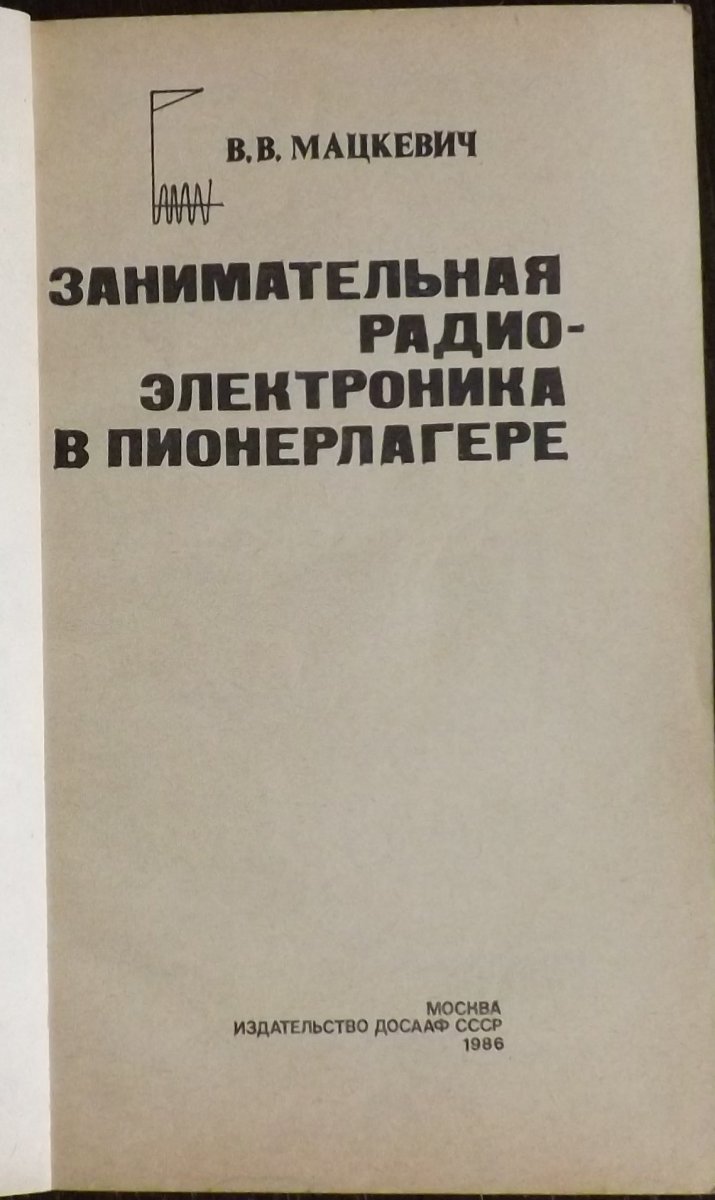 В. В. МАЦКЕВИЧ
ЗАНИМАТЕЛЬНАЯ
РАДИО-
ЭЛЕКТРОНИКА
В ПИОНЕРЛАГЕРЕ
МОСКВА
ИЗДАТЕЛЬСТВО ДОСААФ СССР
1986